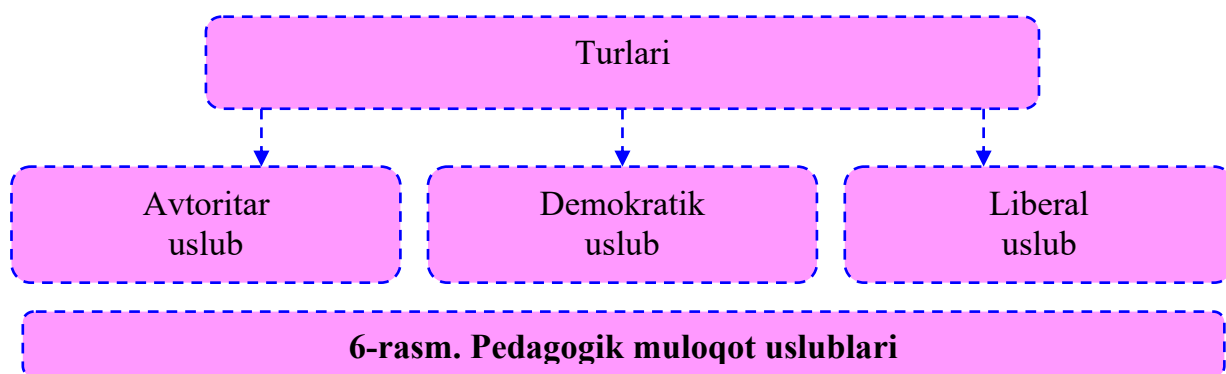 Turlari
Avtoritar
uslub
Demokratik
uslub
Liberal
uslub
6-rasm. Pedagogik muloqot uslublari